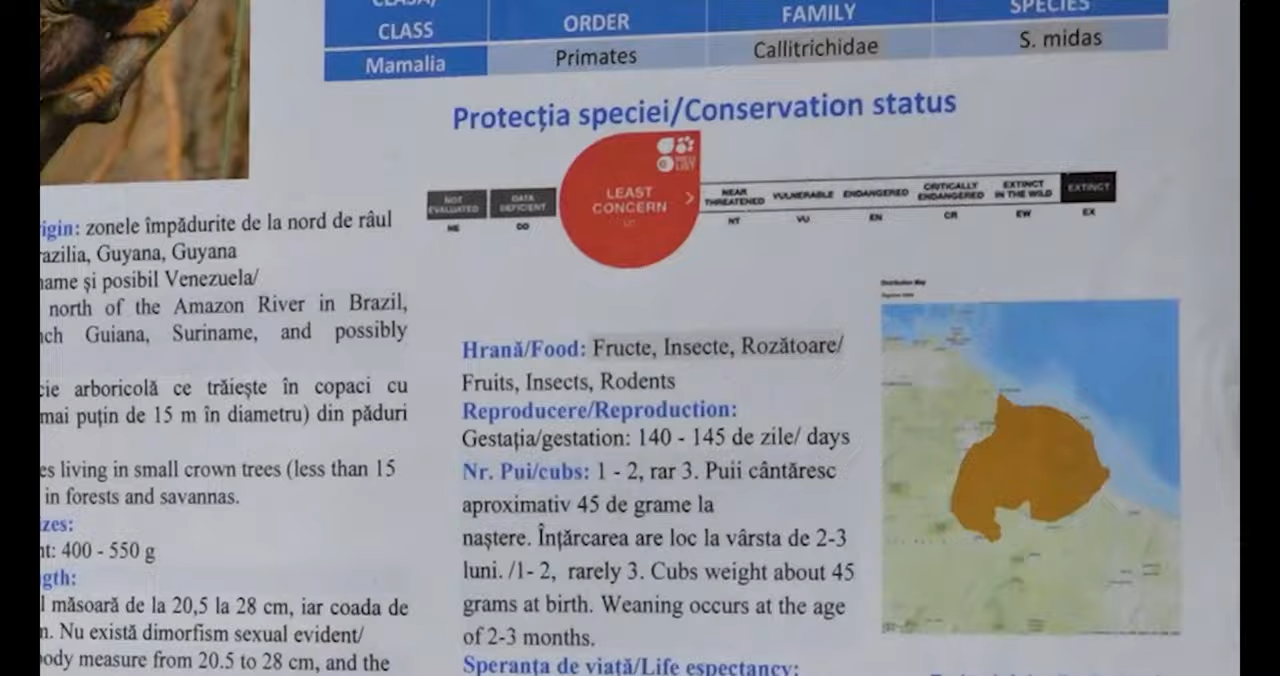 CLASS
ORDER
FAMILY
SPECIES
Mamalia
Primates
Callitrichidae
S. midas
Protecția speciei/Conservation status
NOT EVALUATED
DATA DEFICIENT
LEAST CONCERN
NEAR THREATENED
VULNERABLE
ENDANGERED
CRITICALLY ENDANGERED
EXTINCT IN THE WILD
EXTINCT
NE
DD
LC
NT
VU
EN
CR
EW
EX
igin: zonele împădurite de la nord de râul
azilia, Guyana, Guyana
name și posibil Venezuela/
north of the Amazon River in Brazil,
ch Guiana, Suriname, and possibly
cie arboricolă ce trăiește în copaci cu
mai puțin de 15 m în diametru) din păduri
es living in small crown trees (less than 15
in forests and savannas.
zes:
nt: 400 - 550 g
gth:
l măsoară de la 20,5 la 28 cm, iar coada de
n. Nu există dimorfism sexual evident/
ody measure from 20.5 to 28 cm, and the
Hrană/Food: Fructe, Insecte, Rozătoare/
Fruits, Insects, Rodents
Reproducere/Reproduction:
Gestația/gestation: 140 - 145 de zile/ days
Nr. Pui/cubs: 1 - 2, rar 3. Puii cântăresc
aproximativ 45 de grame la
naștere. Înțărcarea are loc la vârsta de 2-3
luni. /1- 2, rarely 3. Cubs weight about 45
grams at birth. Weaning occurs at the age
of 2-3 months.
Speranța de viață/Life espectancy:
Distribution Map